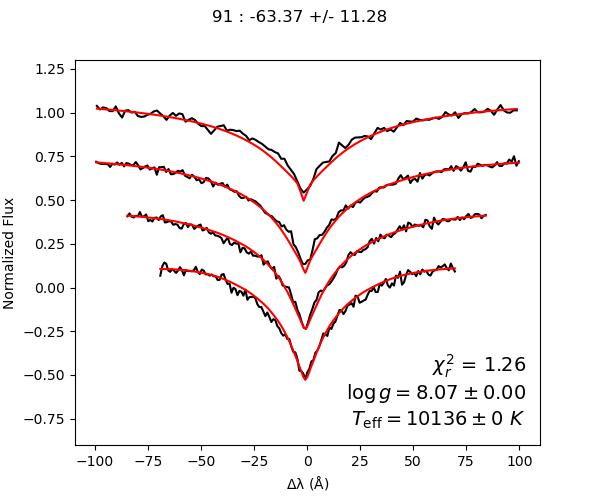 91 : -63.37 +/- 11.28
1.25
1.00
0.75
0.50
0.25
0.00
−0.25
−0.50
−0.75
Normalized Flux
χ²ᵣ = 1.26
log g = 8.07 ± 0.00
T_eff = 10136 ± 0 K
−100 −75 −50 −25 0 25 50 75 100
Δλ (Å)